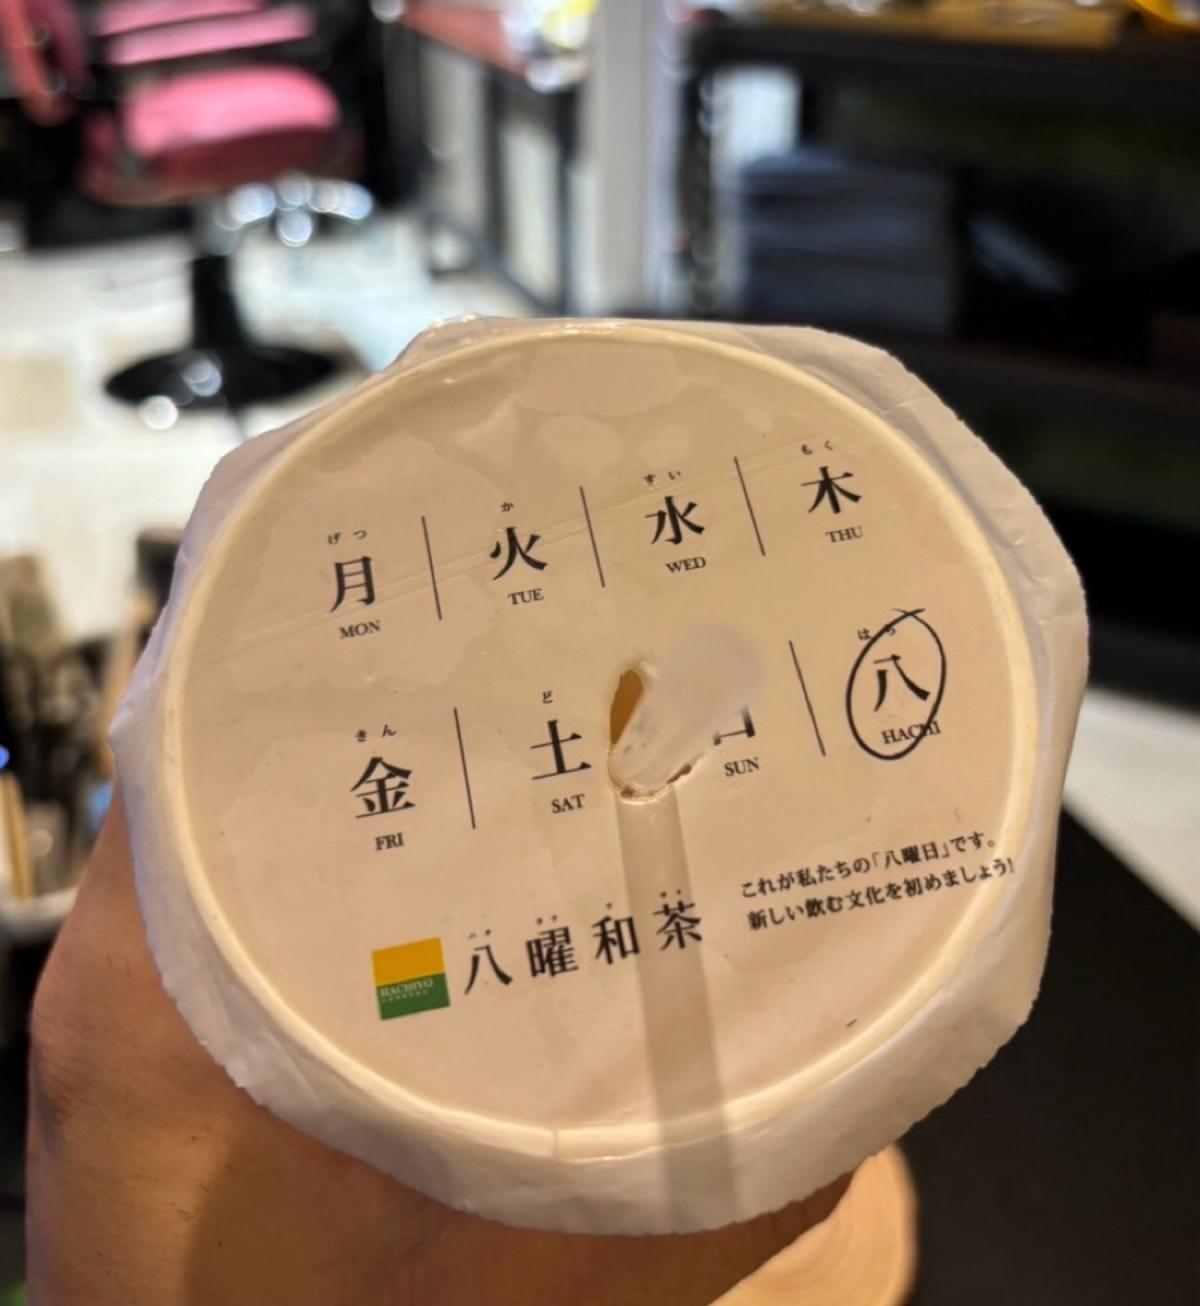 げつ か すい もく
月 火 水 木
MON TUE WED THU
きん ど はち
金 土 八
FRI SAT SUN HACHI
これが私たちの「八曜日」です。
新しい飲む文化を初めましょう!
八曜和茶
HACHIYO